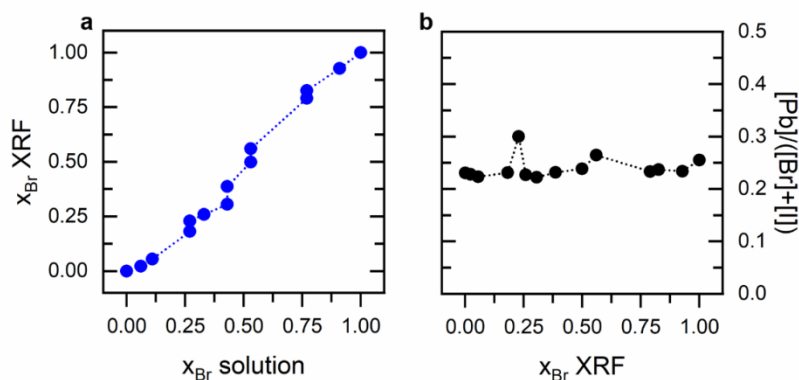 a
1.00
0.75
0.50
0.25
0.00
x_Br XRF
0.00 0.25 0.50 0.75 1.00
x_Br solution
b
0.5
0.4
0.3
0.2
0.1
0.0
[Pb]/([Br]+[I])
0.00 0.25 0.50 0.75 1.00
x_Br XRF